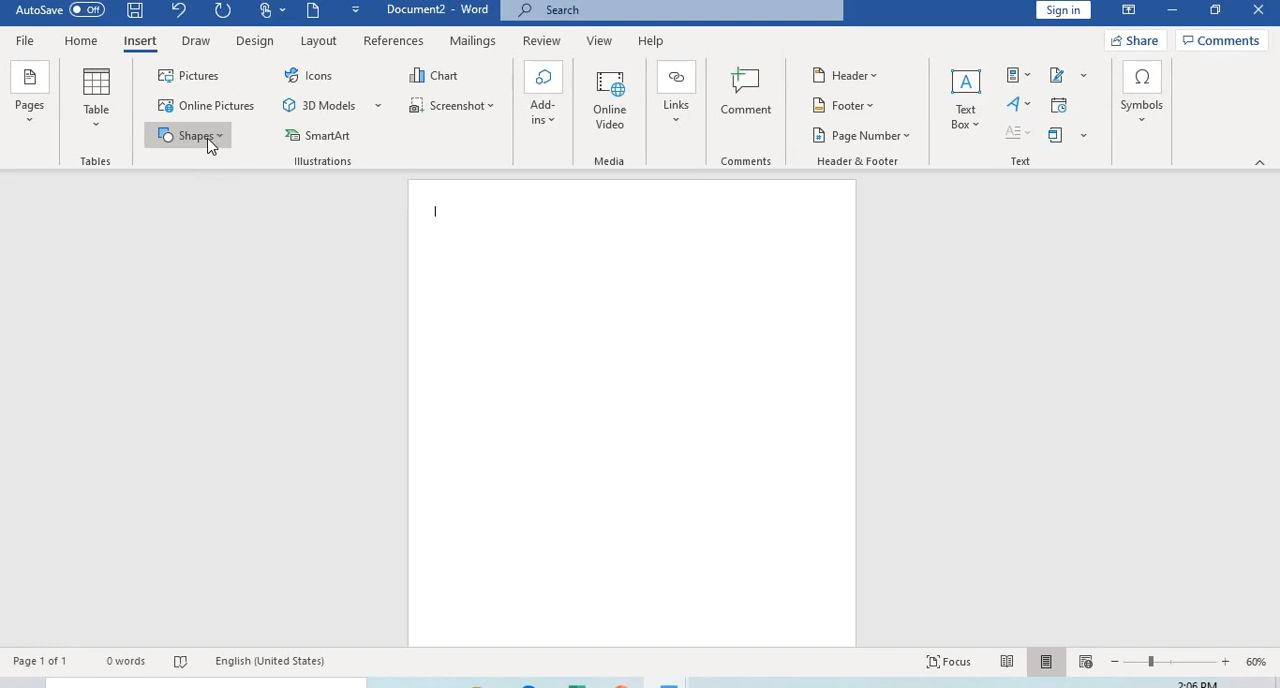 AutoSave Off Document2 - Word Search Sign in
File Home Insert Draw Design Layout References Mailings Review View Help Share Comments
Pages
Table
Pictures
Online Pictures
Shapes
Icons
3D Models
SmartArt
Chart
Screenshot
Add-
ins
Online
Video
Links
Comment
Header
Footer
Page Number
A
Text
Box
A
A
Ω
Symbols
Tables Illustrations Media Comments Header & Footer Text
Page 1 of 1 0 words English (United States) Focus 60%
2:06 PM